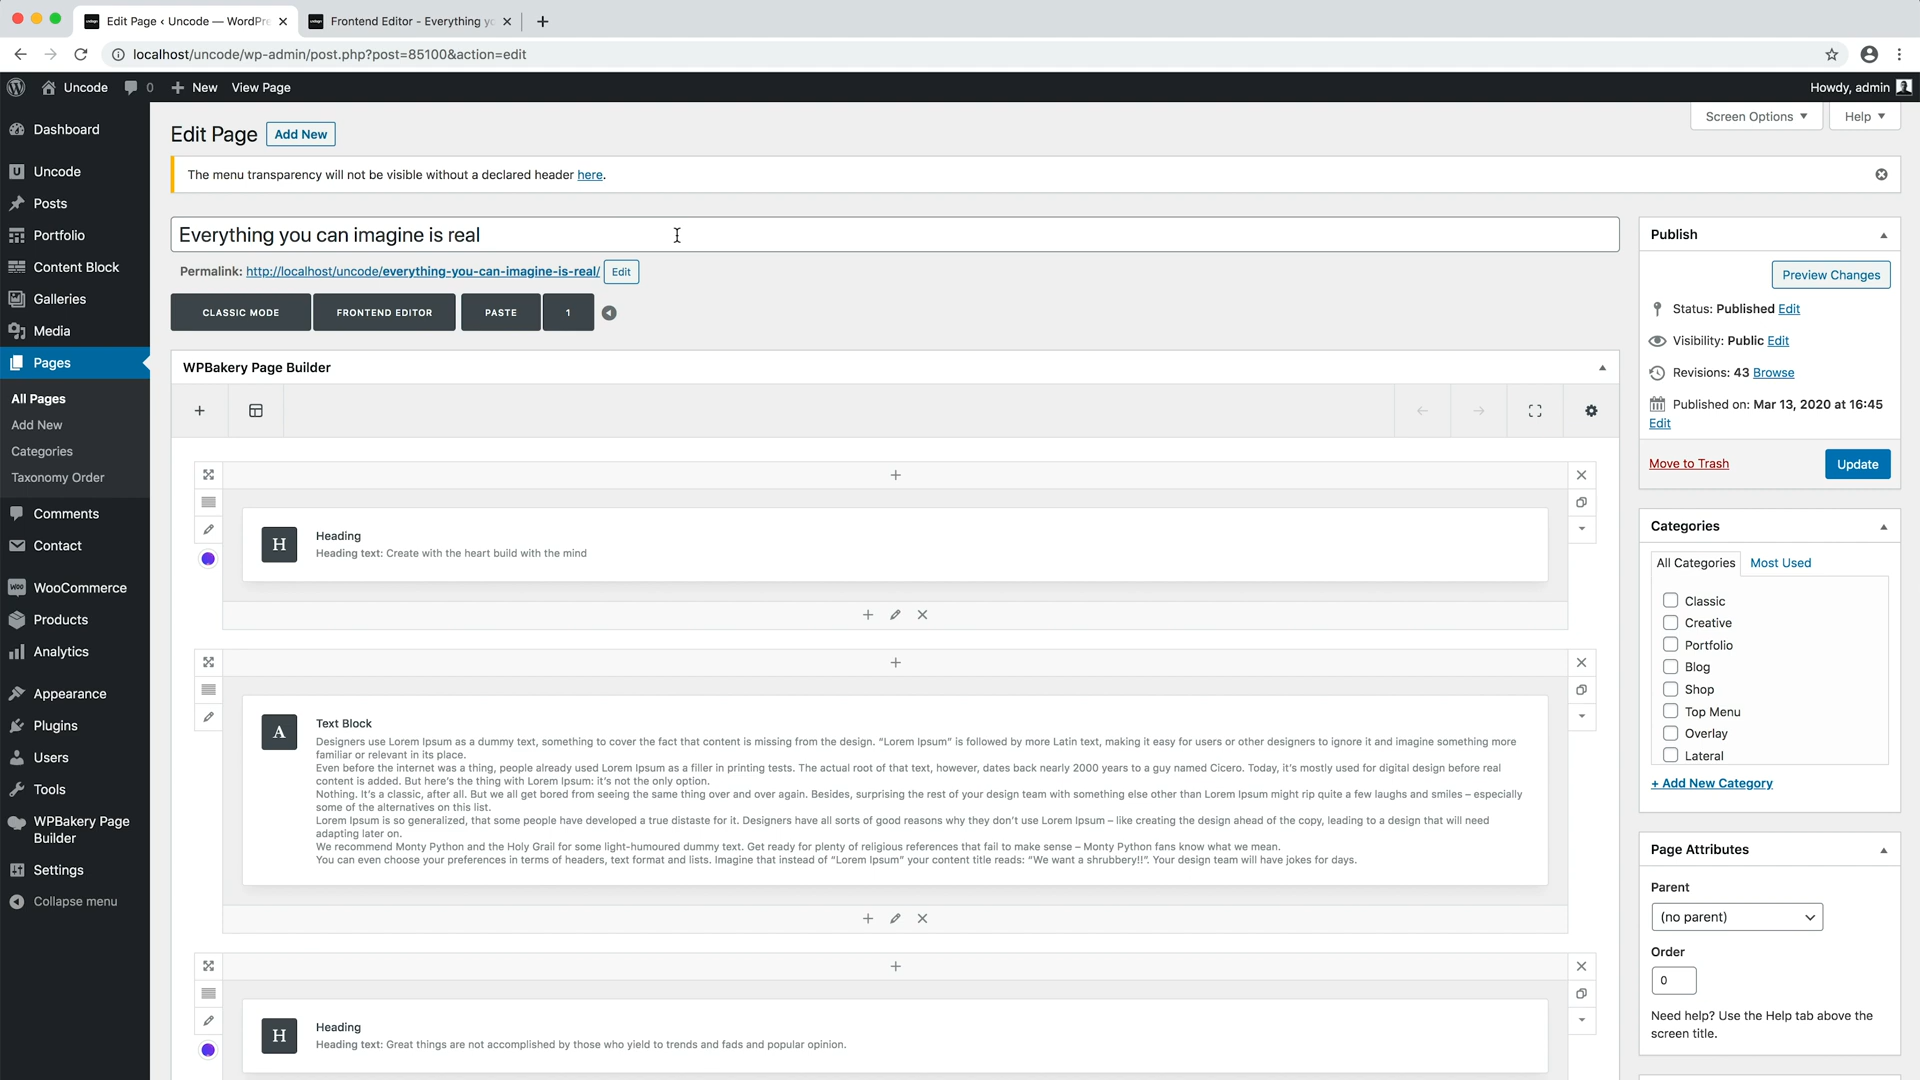 Edit Page ‹ Uncode — WordPre
Frontend Editor - Everything yo
localhost/uncode/wp-admin/post.php?post=85100&action=edit
Uncode
0
New
View Page
Howdy, admin
Screen Options
Help
Dashboard
Uncode
Posts
Portfolio
Content Block
Galleries
Media
Pages
All Pages
Add New
Categories
Taxonomy Order
Comments
Contact
WooCommerce
Products
Analytics
Appearance
Plugins
Users
Tools
WPBakery Page
Builder
Settings
Collapse menu
Edit Page
Add New
The menu transparency will not be visible without a declared header here.
Everything you can imagine is real
Permalink: http://localhost/uncode/everything-you-can-imagine-is-real/
Edit
CLASSIC MODE
FRONTEND EDITOR
PASTE
1
WPBakery Page Builder
H
Heading
Heading text: Create with the heart build with the mind
A
Text Block
Designers use Lorem Ipsum as a dummy text, something to cover the fact that content is missing from the design. “Lorem Ipsum” is followed by more Latin text, making it easy for users or other designers to ignore it and imagine something more
familiar or relevant in its place.
Even before the internet was a thing, people already used Lorem Ipsum as a filler in printing tests. The actual root of that text, however, dates back nearly 2000 years to a guy named Cicero. Today, it’s mostly used for digital design before real
content is added. But here’s the thing with Lorem Ipsum: it’s not the only option.
Nothing. It’s a classic, after all. But we all get bored from seeing the same thing over and over again. Besides, surprising the rest of your design team with something else other than Lorem Ipsum might rip quite a few laughs and smiles – especially
some of the alternatives on this list.
Lorem Ipsum is so generalized, that some people have developed a true distaste for it. Designers have all sorts of good reasons why they don’t use Lorem Ipsum – like creating the design ahead of the copy, leading to a design that will need
adapting later on.
We recommend Monty Python and the Holy Grail for some light-humoured dummy text. Get ready for plenty of religious references that fail to make sense – Monty Python fans know what we mean.
You can even choose your preferences in terms of headers, text format and lists. Imagine that instead of “Lorem Ipsum” your content title reads: “We want a shrubbery!!”. Your design team will have jokes for days.
H
Heading
Heading text: Great things are not accomplished by those who yield to trends and fads and popular opinion.
Publish
Preview Changes
Status: Published Edit
Visibility: Public Edit
Revisions: 43 Browse
Published on: Mar 13, 2020 at 16:45
Edit
Move to Trash
Update
Categories
All Categories
Most Used
Classic
Creative
Portfolio
Blog
Shop
Top Menu
Overlay
Lateral
+ Add New Category
Page Attributes
Parent
(no parent)
Order
0
Need help? Use the Help tab above the
screen title.